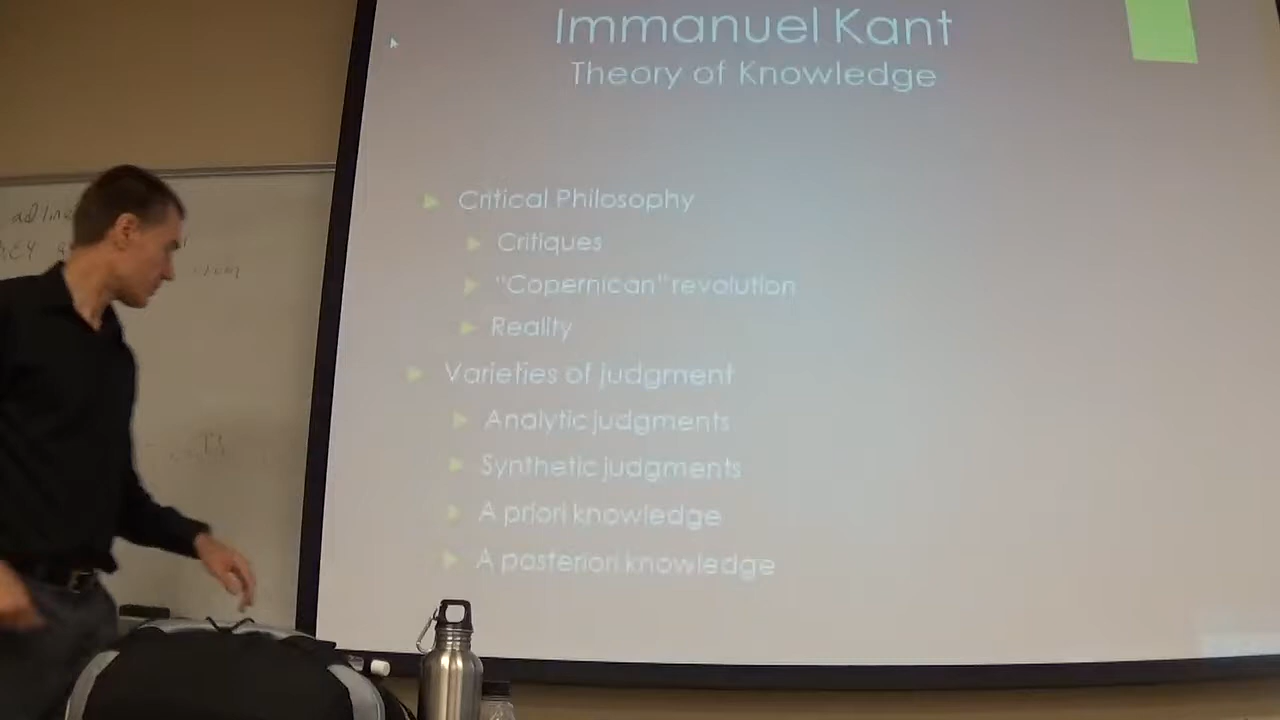 Immanuel Kant
Theory of Knowledge
Critical Philosophy
Critiques
"Copernican" revolution
Reality
Varieties of judgment
Analytic judgments
Synthetic judgments
A priori knowledge
A posteriori knowledge